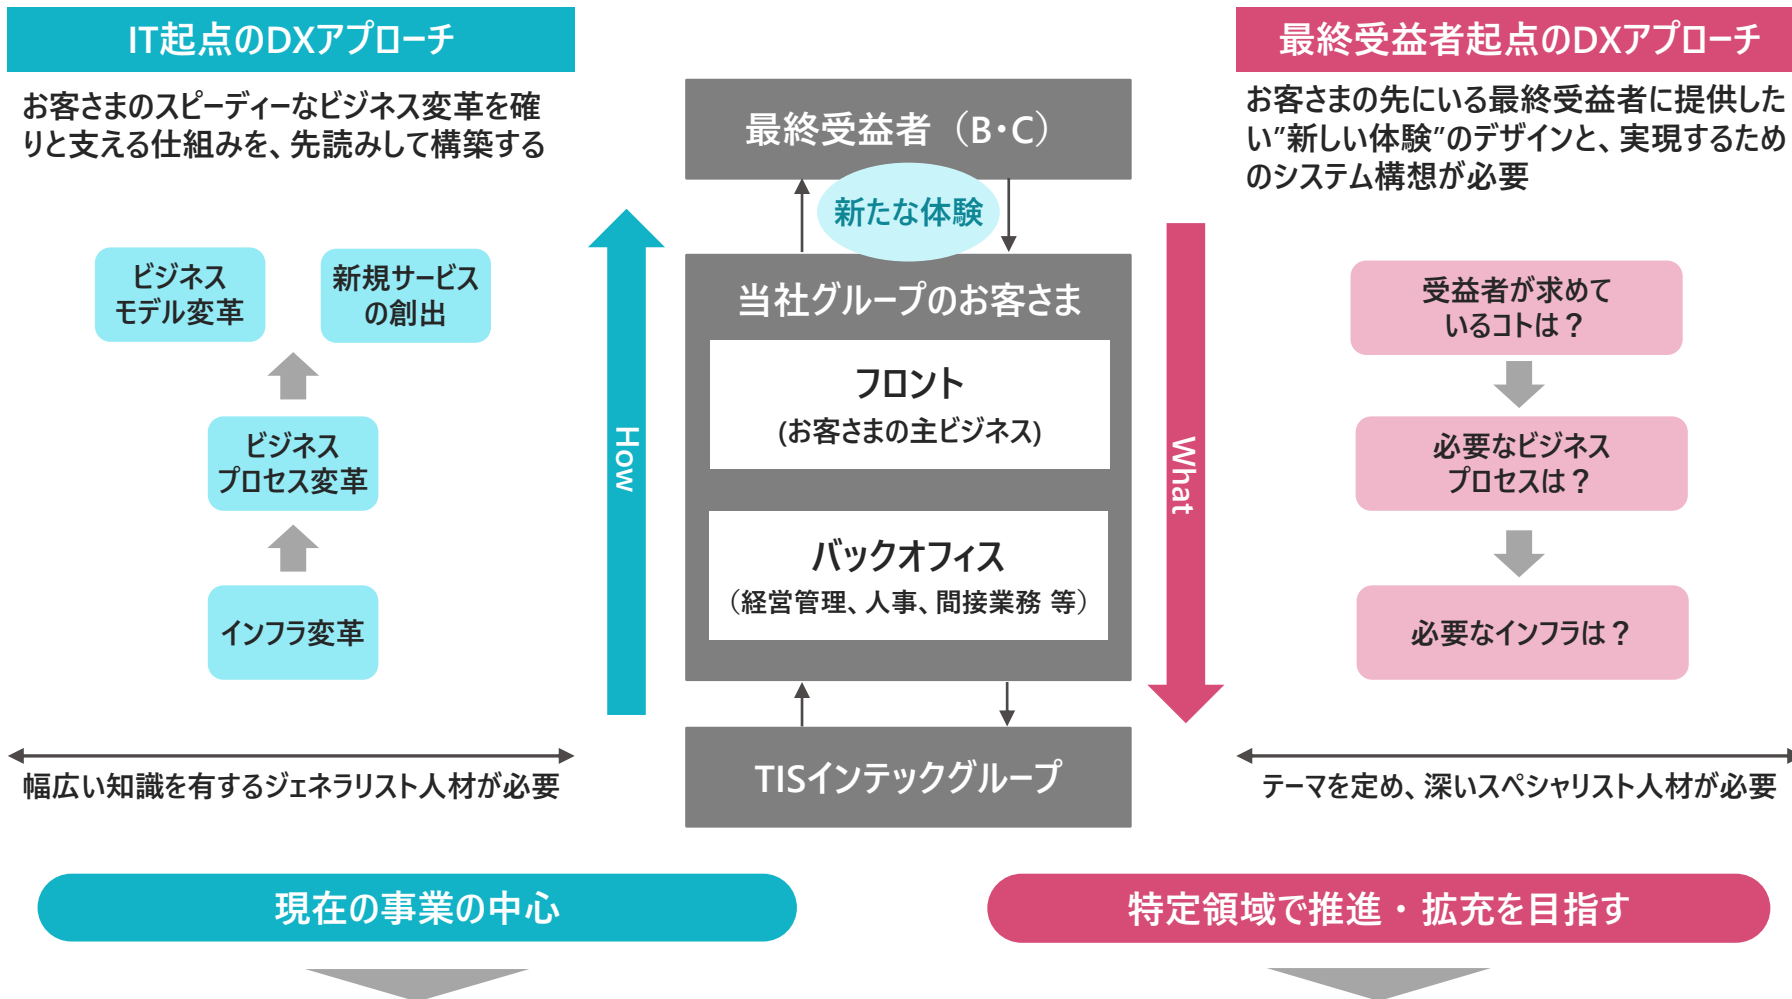 IT起点のDXアプローチ
お客さまのスピーディーなビジネス変革を確
りと支える仕組みを、先読みして構築する
ビジネス
モデル変革
新規サービス
の創出
ビジネス
プロセス変革
インフラ変革
幅広い知識を有するジェネラリスト人材が必要
How
最終受益者（B・C）
新たな体験
当社グループのお客さま
フロント
(お客さまの主ビジネス)
バックオフィス
（経営管理、人事、間接業務 等）
TISインテックグループ
What
最終受益者起点のDXアプローチ
お客さまの先にいる最終受益者に提供した
い”新しい体験”のデザインと、実現するため
のシステム構想が必要
受益者が求めて
いるコトは？
必要なビジネス
プロセスは？
必要なインフラは？
テーマを定め、深いスペシャリスト人材が必要
現在の事業の中心
特定領域で推進・拡充を目指す